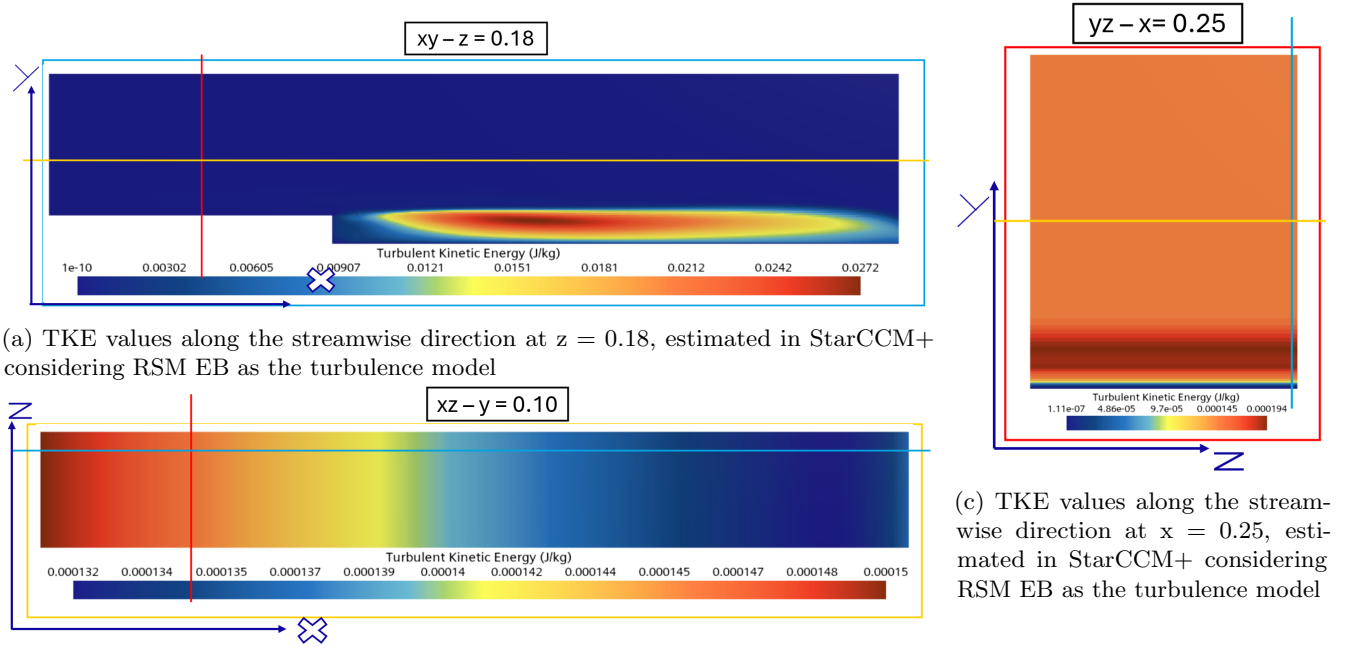 xy – z = 0.18
Y
Turbulent Kinetic Energy (J/kg)
1e-10 0.00302 0.00605 0.00907 0.0121 0.0151 0.0181 0.0212 0.0242 0.0272
X
(a) TKE values along the streamwise direction at z = 0.18, estimated in StarCCM+
considering RSM EB as the turbulence model
xz – y = 0.10
Z
Turbulent Kinetic Energy (J/kg)
0.000132 0.000134 0.000135 0.000137 0.000139 0.00014 0.000142 0.000144 0.000145 0.000147 0.000148 0.00015
X
yz – x= 0.25
Y
Turbulent Kinetic Energy (J/kg)
1.11e-07 4.86e-05 9.7e-05 0.000145 0.000194
Z
(c) TKE values along the stream-
wise direction at x = 0.25, esti-
mated in StarCCM+ considering
RSM EB as the turbulence model